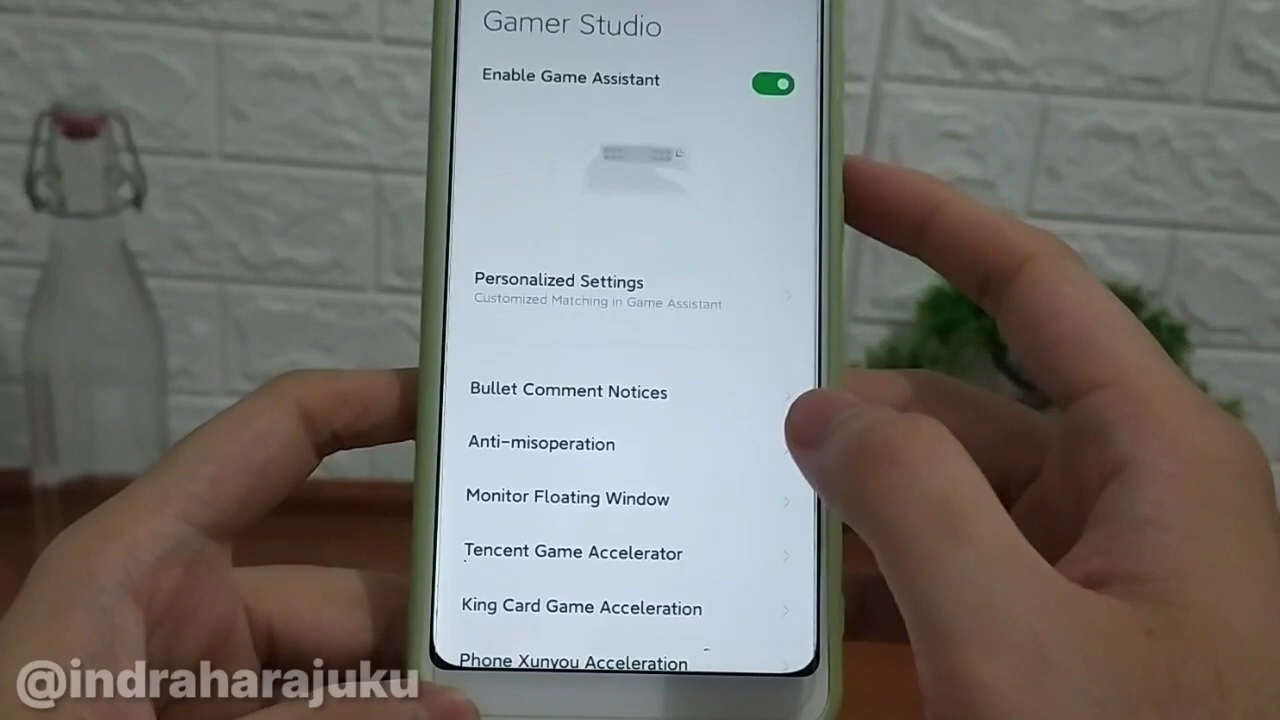 Gamer Studio
Enable Game Assistant
Personalized Settings
Customized Matching in Game Assistant
Bullet Comment Notices
Anti-misoperation
Monitor Floating Window
Tencent Game Accelerator
King Card Game Acceleration
Phone Xunyou Acceleration
@indraharajuku